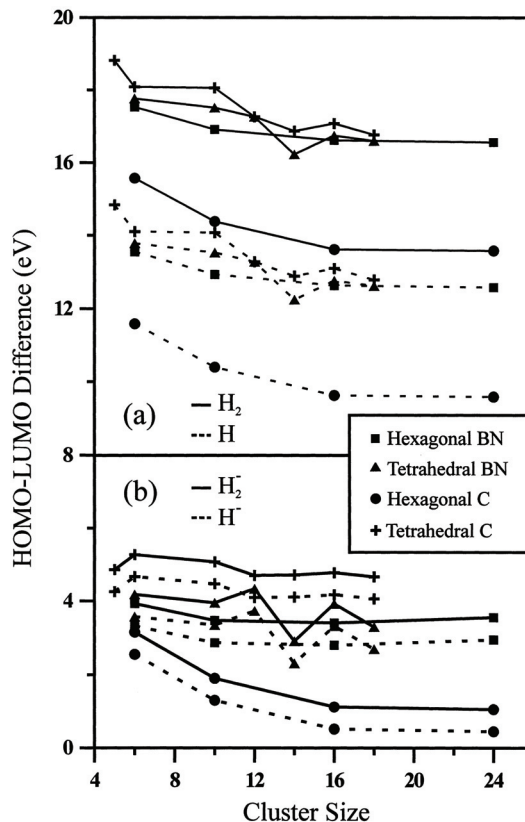 20
16
12
8
4
0
HOMO-LUMO Difference (eV)
(a)
H₂
H
(b)
H₂⁻
H⁻
Hexagonal BN
Tetrahedral BN
Hexagonal C
Tetrahedral C
4
8
12
16
20
24
Cluster Size